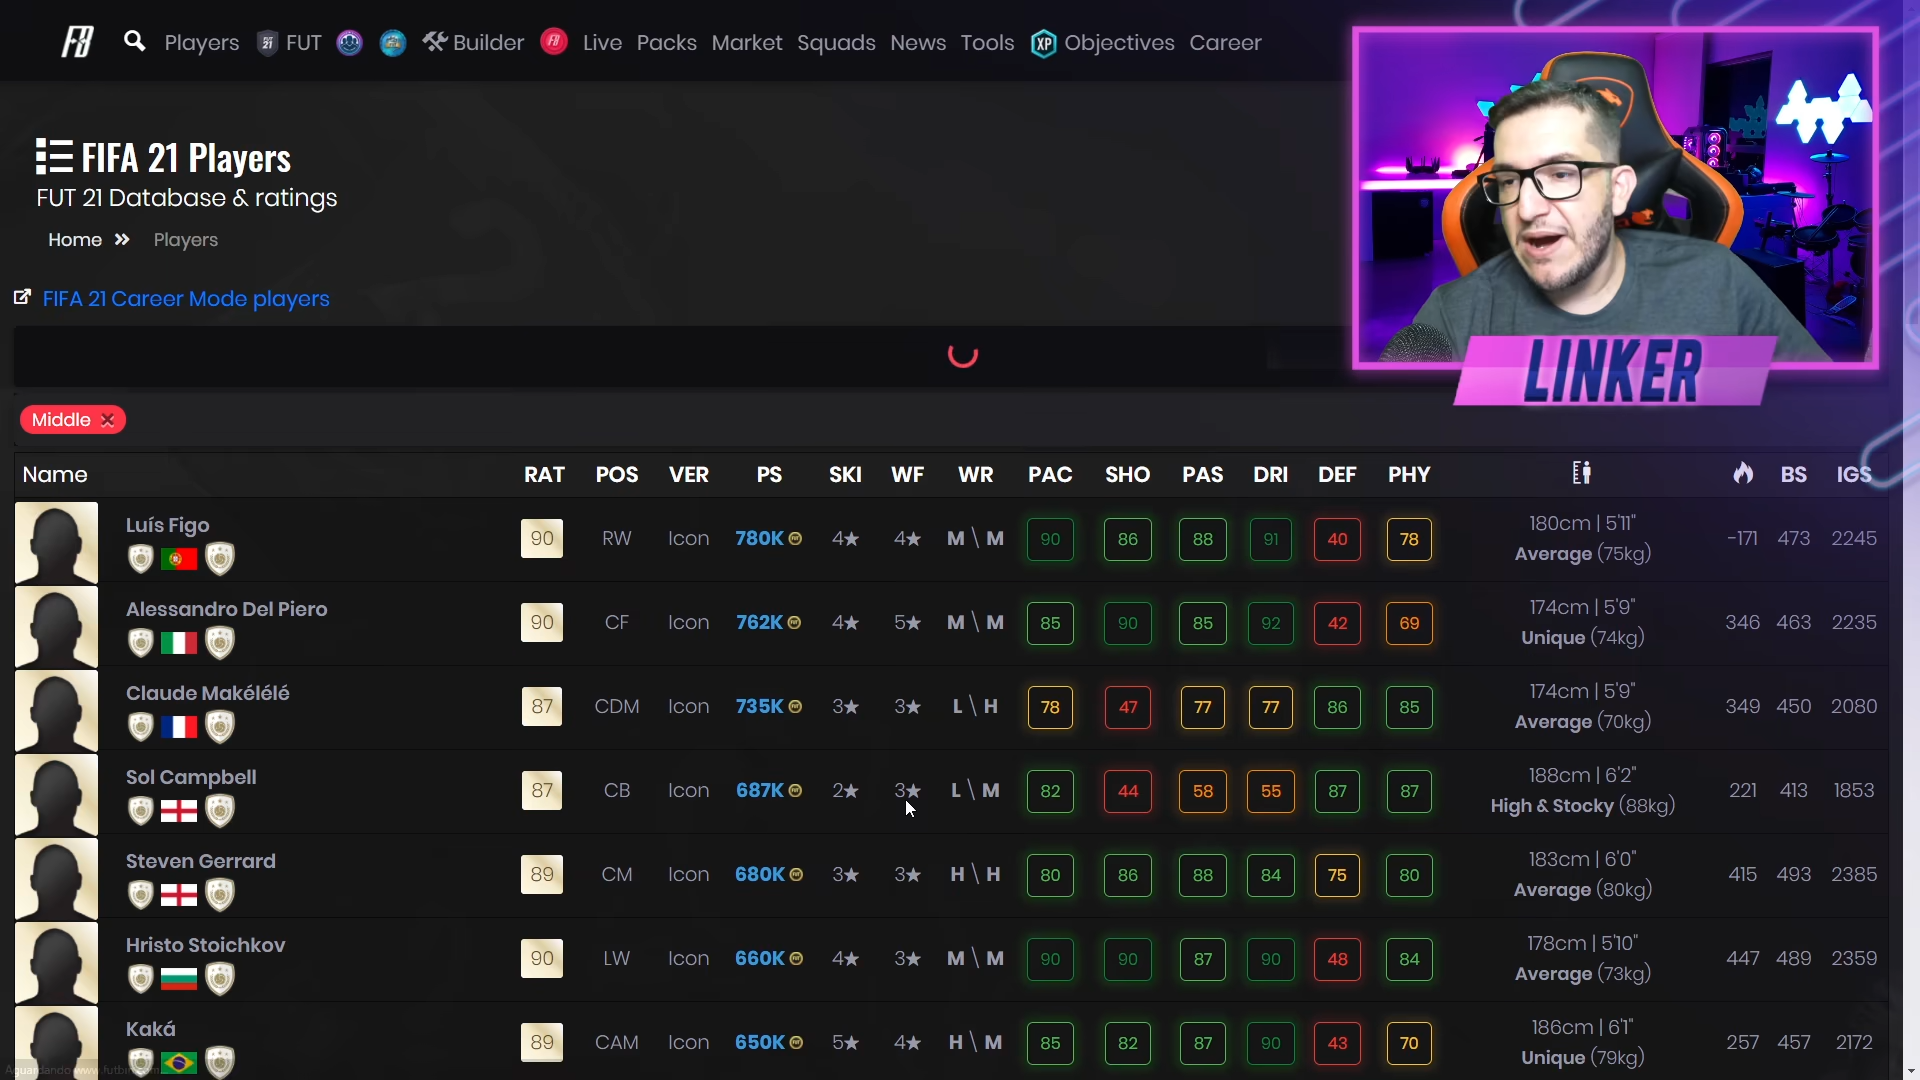 FB Players 21 FUT Builder FB Live Packs Market Squads News Tools XP Objectives Career
FIFA 21 Players
FUT 21 Database & ratings
Home » Players
FIFA 21 Career Mode players
LINKER
Middle ×
Name RAT POS VER PS SKI WF WR PAC SHO PAS DRI DEF PHY BS IGS
Luís Figo 90 RW Icon 780K 4★ 4★ M \ M 90 86 88 91 40 78 180cm | 5'11" Average (75kg) -171 473 2245
Alessandro Del Piero 90 CF Icon 762K 4★ 5★ M \ M 85 90 85 92 42 69 174cm | 5'9" Unique (74kg) 346 463 2235
Claude Makélélé 87 CDM Icon 735K 3★ 3★ L \ H 78 47 77 77 86 85 174cm | 5'9" Average (70kg) 349 450 2080
Sol Campbell 87 CB Icon 687K 2★ 3★ L \ M 82 44 58 55 87 87 188cm | 6'2" High & Stocky (88kg) 221 413 1853
Steven Gerrard 89 CM Icon 680K 3★ 3★ H \ H 80 86 88 84 75 80 183cm | 6'0" Average (80kg) 415 493 2385
Hristo Stoichkov 90 LW Icon 660K 4★ 3★ M \ M 90 90 87 90 48 84 178cm | 5'10" Average (73kg) 447 489 2359
Kaká 89 CAM Icon 650K 5★ 4★ H \ M 85 82 87 90 43 70 186cm | 6'1" Unique (79kg) 257 457 2172